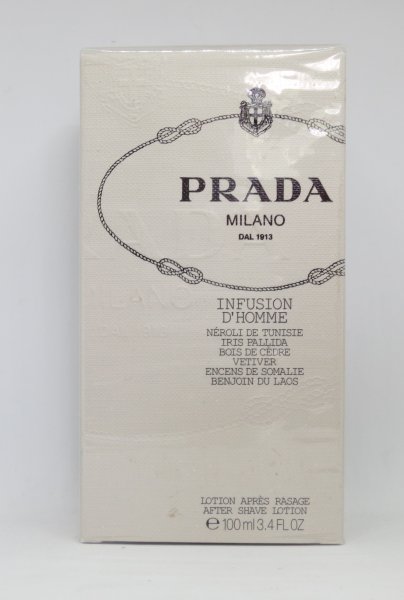 PRADA
MILANO
DAL 1913
INFUSION
D'HOMME
NÉROLI DE TUNISIE
IRIS PALLIDA
BOIS DE CÈDRE
VETIVER
ENCENS DE SOMALIE
BENJOIN DU LAOS
LOTION APRÈS RASAGE
AFTER SHAVE LOTION
℮ 100 ml 3.4 FL OZ